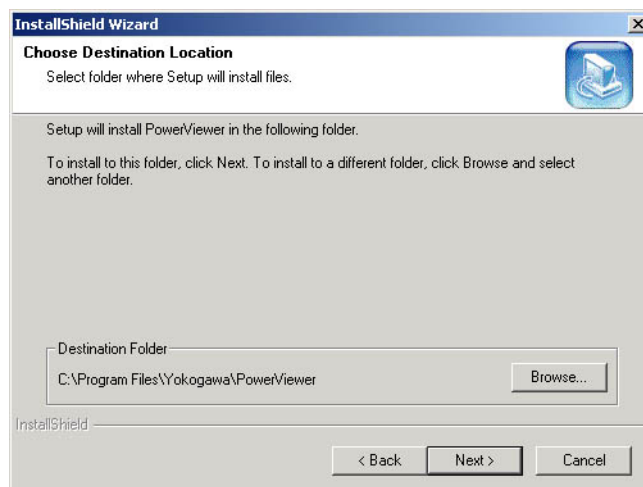 InstallShield Wizard
Choose Destination Location
Select folder where Setup will install files.
Setup will install PowerViewer in the following folder.
To install to this folder, click Next. To install to a different folder, click Browse and select
another folder.
Destination Folder
C:\Program Files\Yokogawa\PowerViewer
Browse...
InstallShield
< Back
Next >
Cancel